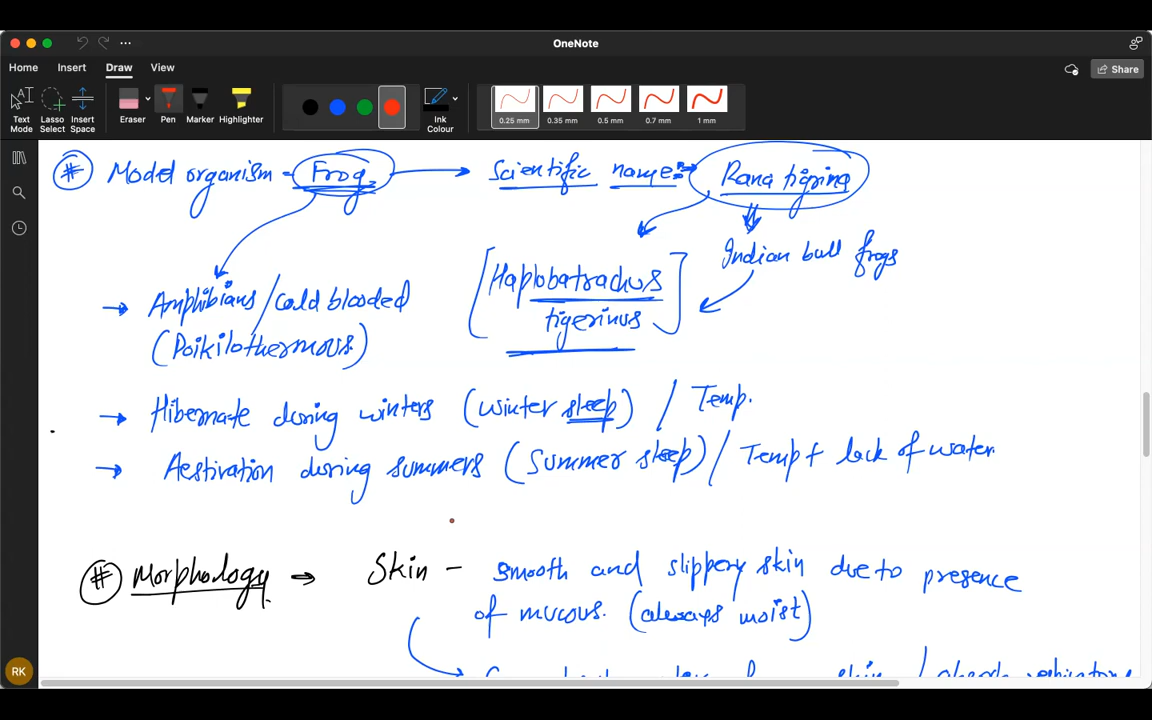 OneNote
Home Insert Draw View
Share
Text Mode Lasso Select Insert Space Eraser Pen Marker Highlighter Ink Colour 0.25 mm 0.35 mm 0.5 mm 0.7 mm 1 mm
# Model organism - Frog → Scientific name:→ Rana tigrina
Indian bull frogs
[Haplobatrachus
tigerinus]
→ Amphibians/cold blooded
(Poikilothermous)
→ Hibernate during winters (winter sleep) / Temp.
→ Aestivation during summers (summer sleep) / Temp + lack of water
# Morphology → Skin - smooth and slippery skin due to presence
of mucous. (always moist)
skin /
RK